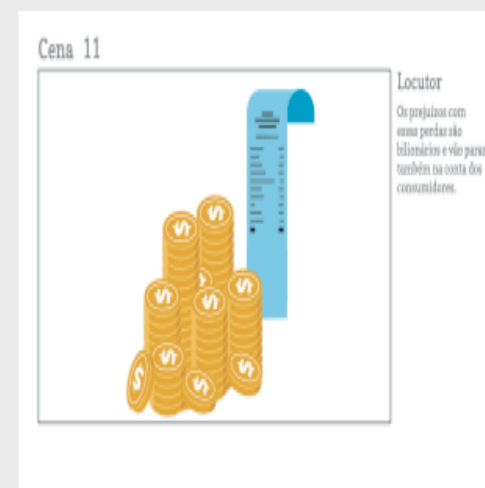 Cena 11
Locutor
Os prejuízos com
essas perdas são
bilionários e vão parar
também na conta dos
consumidores.